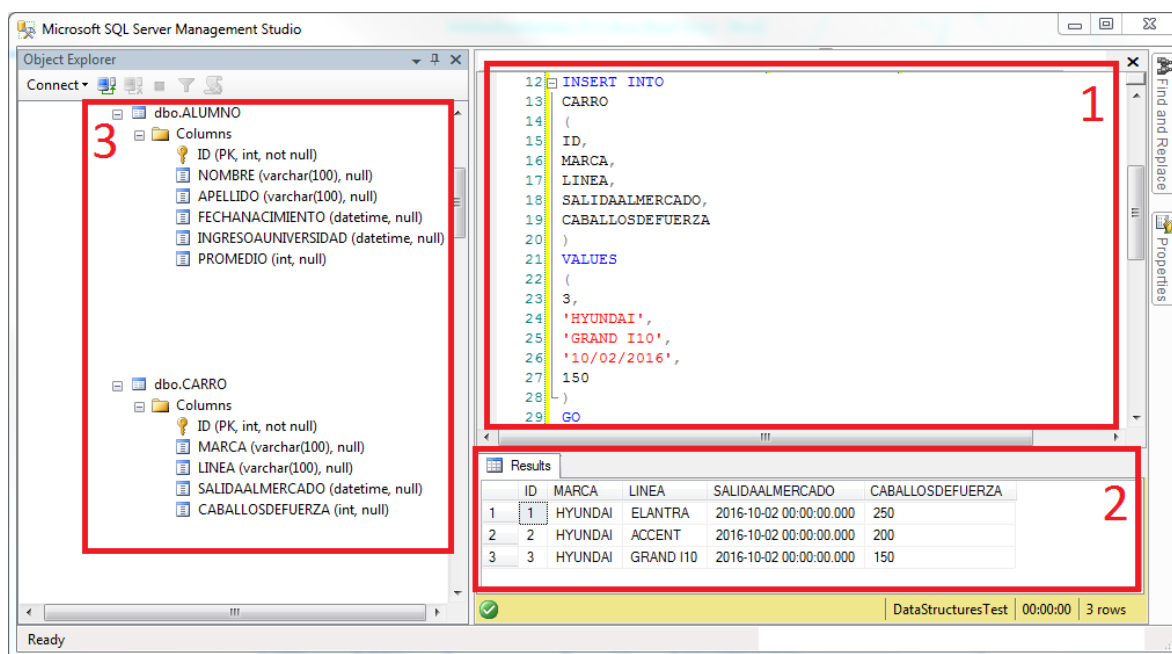 Microsoft SQL Server Management Studio
Object Explorer
Connect
3
dbo.ALUMNO
Columns
ID (PK, int, not null)
NOMBRE (varchar(100), null)
APELLIDO (varchar(100), null)
FECHANACIMIENTO (datetime, null)
INGRESOAUNIVERSIDAD (datetime, null)
PROMEDIO (int, null)
dbo.CARRO
Columns
ID (PK, int, not null)
MARCA (varchar(100), null)
LINEA (varchar(100), null)
SALIDAALMERCADO (datetime, null)
CABALLOSDEFUERZA (int, null)
1
12 INSERT INTO
13 CARRO
14 (
15 ID,
16 MARCA,
17 LINEA,
18 SALIDAALMERCADO,
19 CABALLOSDEFUERZA
20 )
21 VALUES
22 (
23 3,
24 'HYUNDAI',
25 'GRAND I10',
26 '10/02/2016',
27 150
28 )
29 GO
Results
2
ID MARCA LINEA SALIDAALMERCADO CABALLOSDEFUERZA
1 1 HYUNDAI ELANTRA 2016-10-02 00:00:00.000 250
2 2 HYUNDAI ACCENT 2016-10-02 00:00:00.000 200
3 3 HYUNDAI GRAND I10 2016-10-02 00:00:00.000 150
DataStructuresTest 00:00:00 3 rows
Find and Replace
Properties
Ready